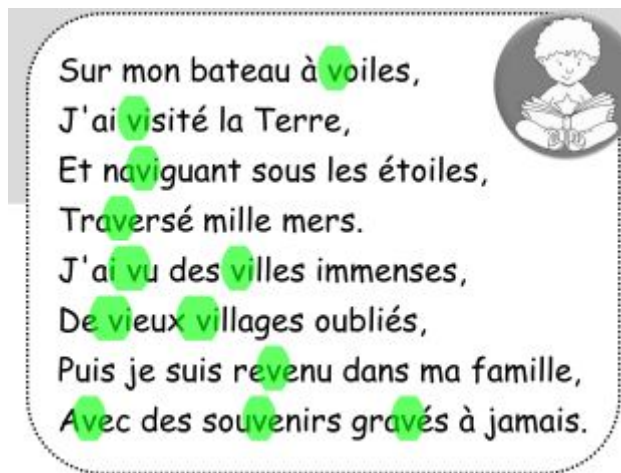 Sur mon bateau à voiles,
J'ai visité la Terre,
Et naviguant sous les étoiles,
Traversé mille mers.
J'ai vu des villes immenses,
De vieux villages oubliés,
Puis je suis revenu dans ma famille,
Avec des souvenirs gravés à jamais.